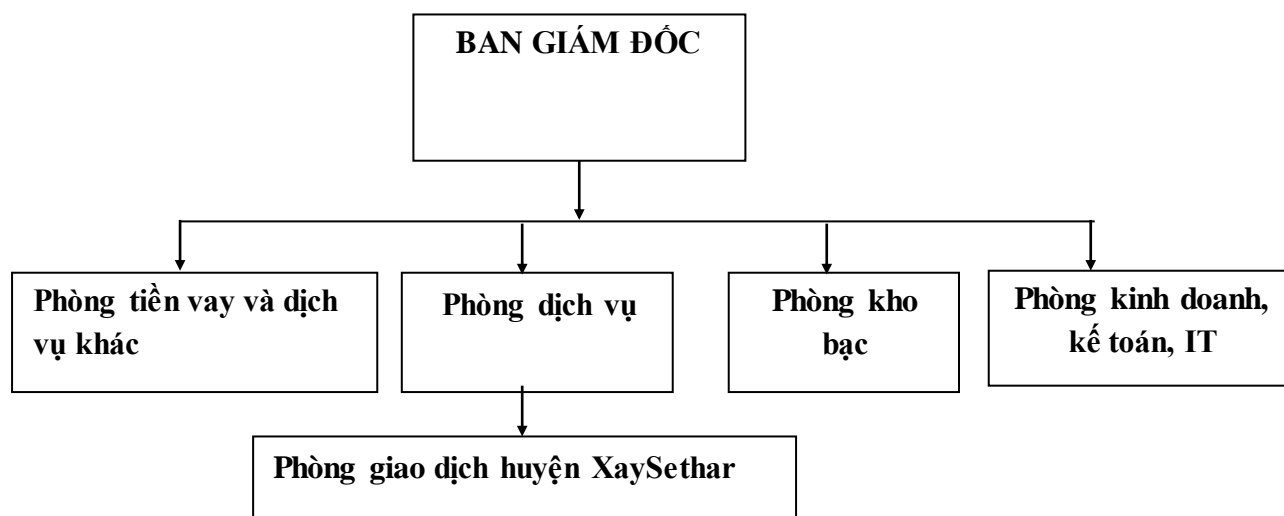 BAN GIÁM ĐỐC
Phòng tiền vay và dịch
vụ khác
Phòng dịch vụ
Phòng kho
bạc
Phòng kinh doanh,
kế toán, IT
Phòng giao dịch huyện XaySethar